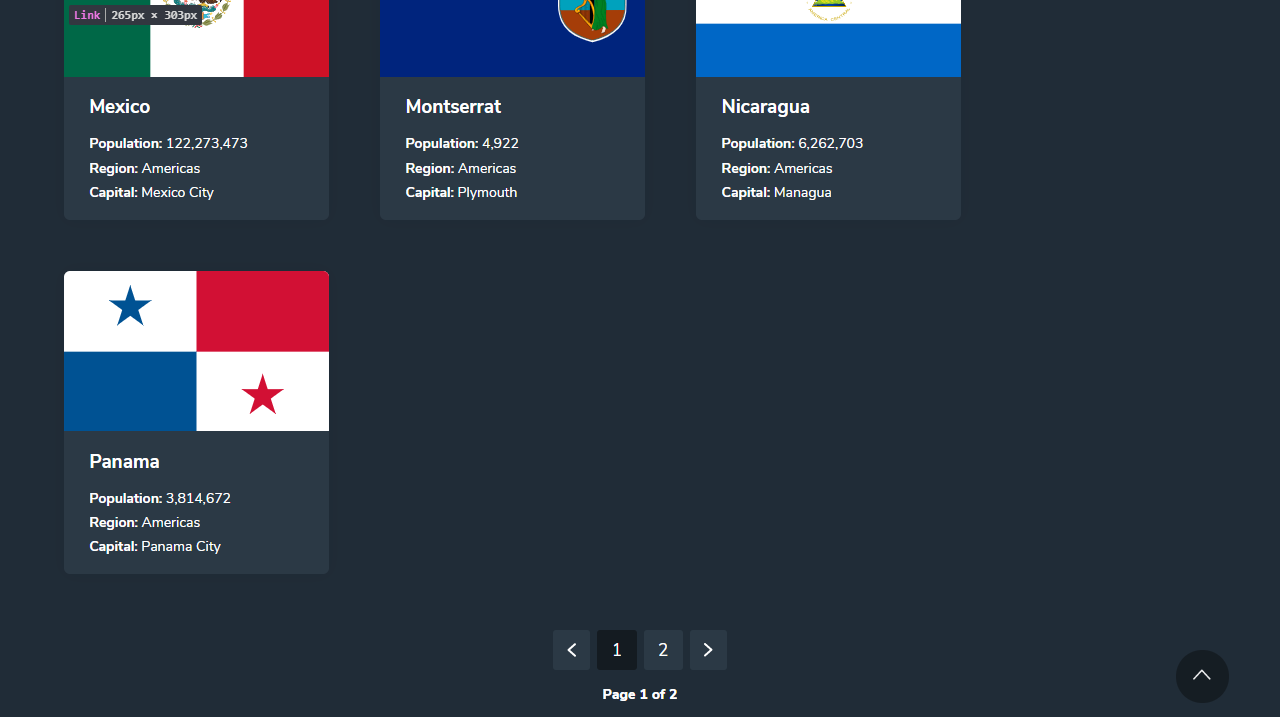 Link 265px × 303px
Mexico
Population: 122,273,473
Region: Americas
Capital: Mexico City
Montserrat
Population: 4,922
Region: Americas
Capital: Plymouth
Nicaragua
Population: 6,262,703
Region: Americas
Capital: Managua
Panama
Population: 3,814,672
Region: Americas
Capital: Panama City
1 2
Page 1 of 2